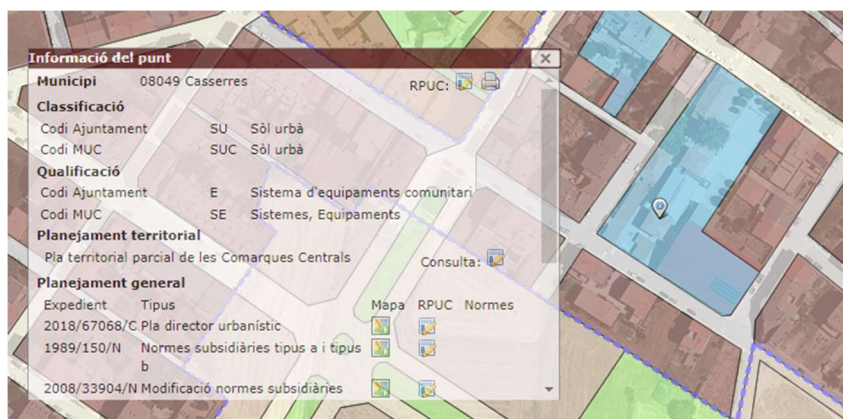 Informació del punt
Municipi 08049 Casserres RPUC:
Classificació
Codi Ajuntament SU Sòl urbà
Codi MUC SUC Sòl urbà
Qualificació
Codi Ajuntament E Sistema d'equipaments comunitari
Codi MUC SE Sistemes, Equipaments
Planejament territorial
Pla territorial parcial de les Comarques Centrals Consulta:
Planejament general
Expedient Tipus Mapa RPUC Normes
2018/67068/C Pla director urbanístic
1989/150/N Normes subsidiàries tipus a i tipus
b
2008/33904/N Modificació normes subsidiàries